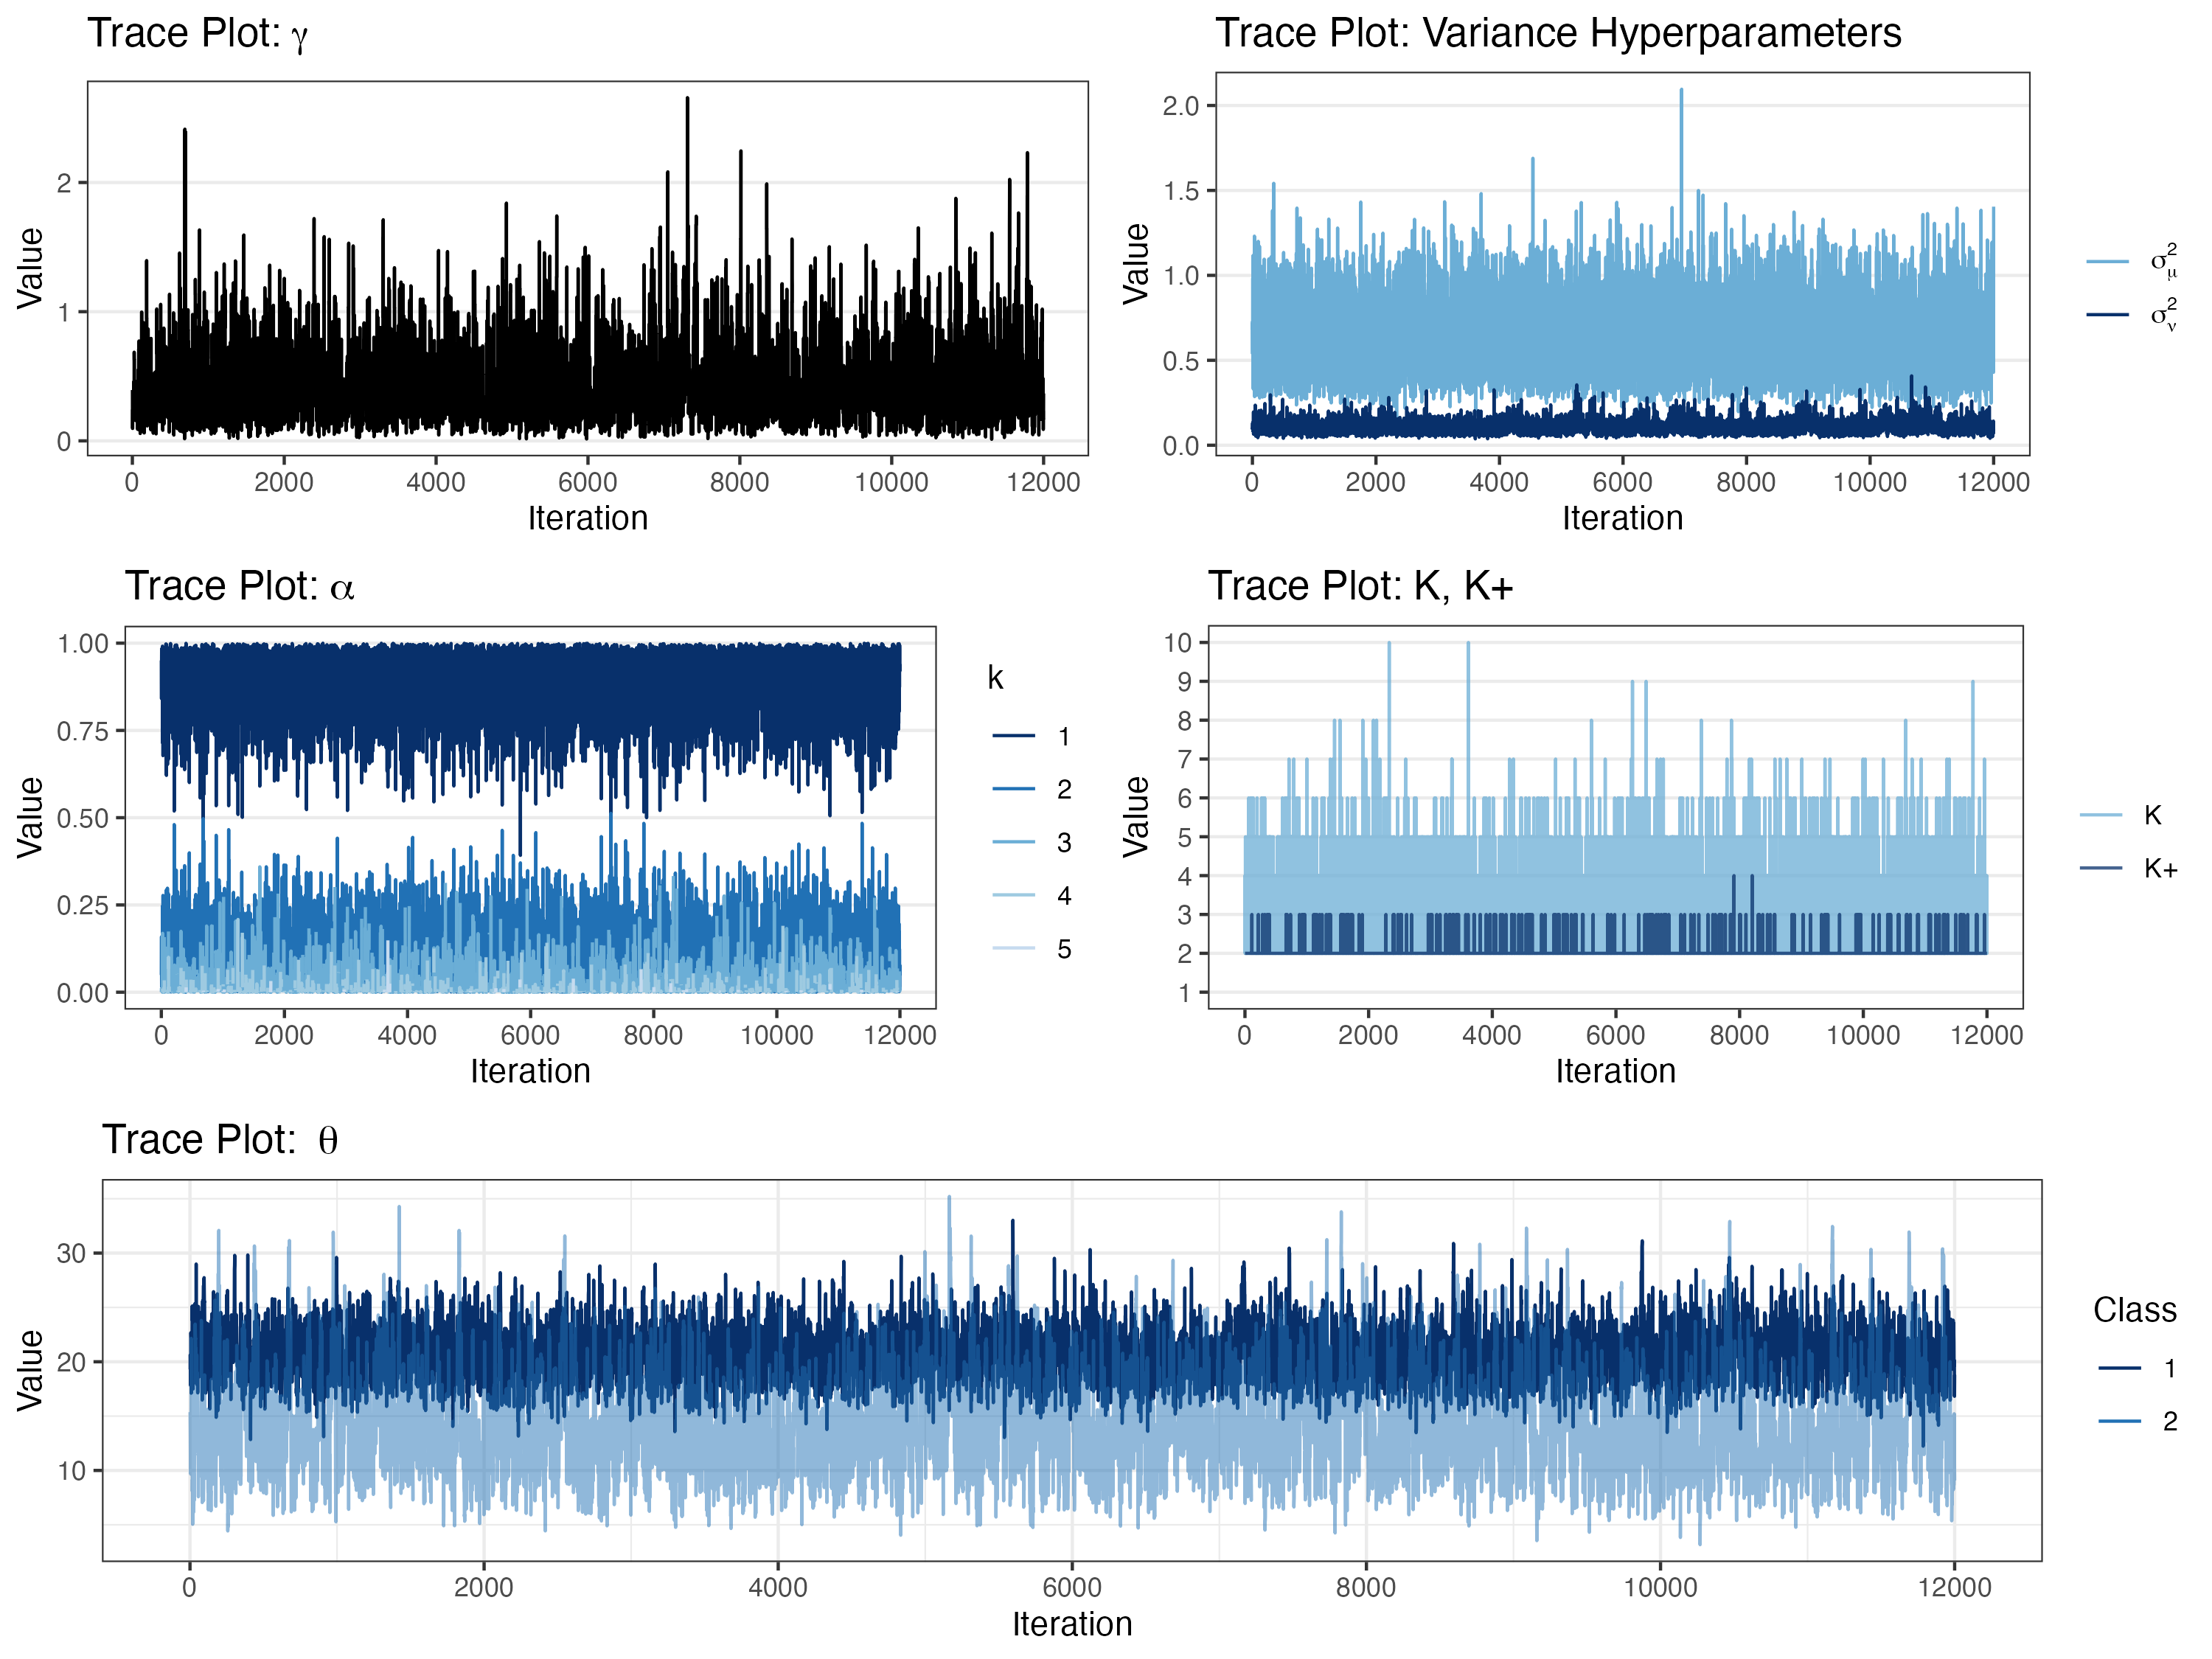 Trace Plot: γ
Value
2
1
0
0 2000 4000 6000 8000 10000 12000
Iteration
Trace Plot: Variance Hyperparameters
Value
2.0
1.5
1.0
0.5
0.0
0 2000 4000 6000 8000 10000 12000
Iteration
σ²μ
σ²ν
Trace Plot: α
Value
1.00
0.75
0.50
0.25
0.00
0 2000 4000 6000 8000 10000 12000
Iteration
k
1
2
3
4
5
Trace Plot: K, K+
Value
10
9
8
7
6
5
4
3
2
1
0 2000 4000 6000 8000 10000 12000
Iteration
K
K+
Trace Plot: θ
Value
30
20
10
0 2000 4000 6000 8000 10000 12000
Iteration
Class
1
2